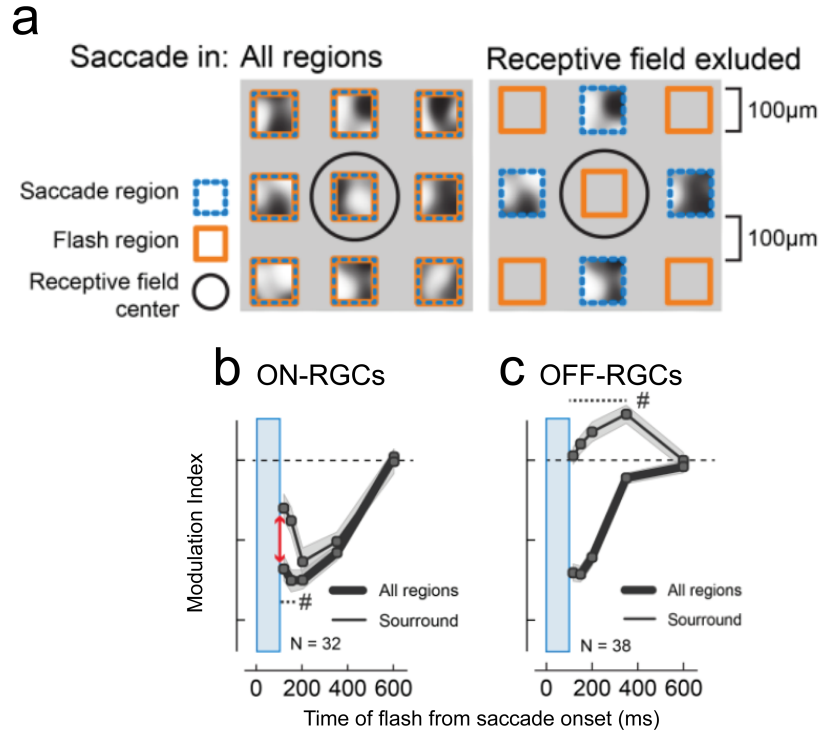 a
Saccade in: All regions
Receptive field exluded
100µm
Saccade region
Flash region
100µm
Receptive field
center
b ON-RGCs
c OFF-RGCs
#
Modulation Index
All regions
#
Sourround
N = 32
All regions
Sourround
N = 38
0 200 400 600
0 200 400 600
Time of flash from saccade onset (ms)